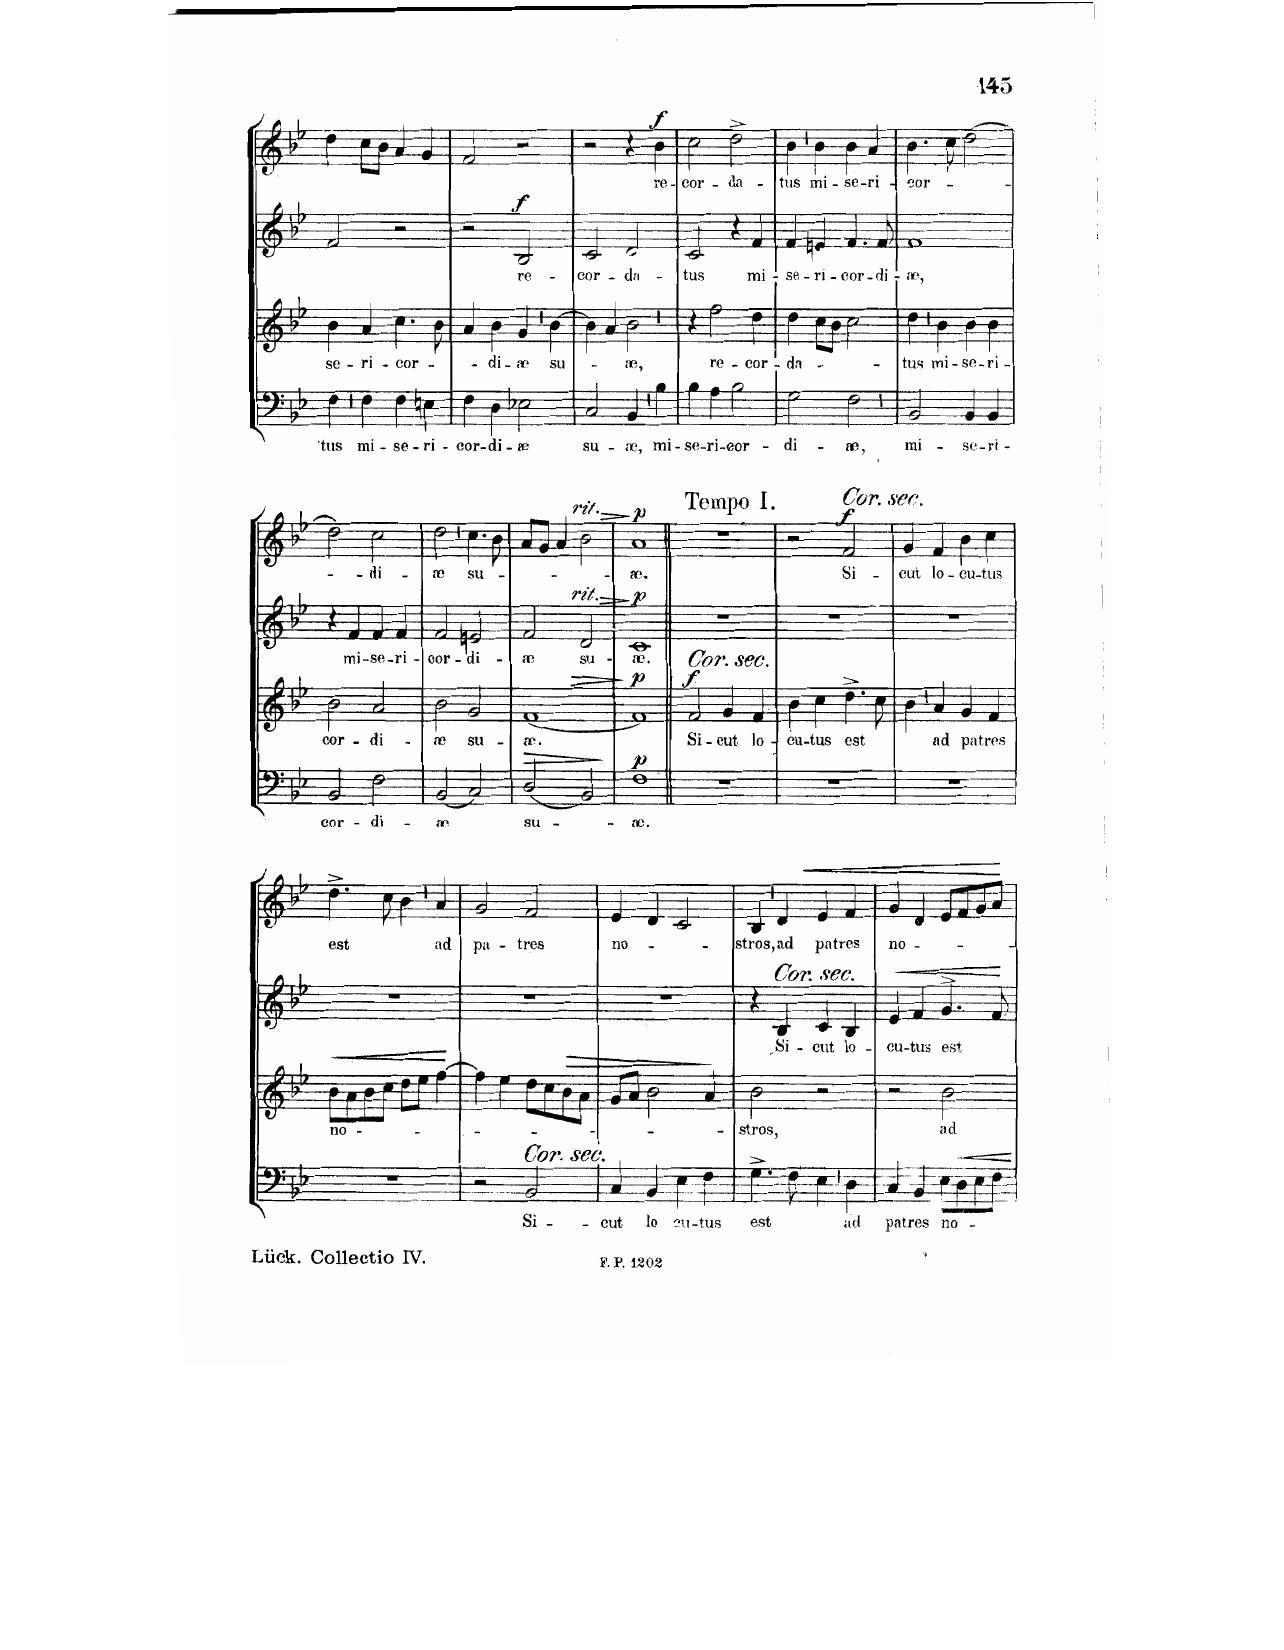 145
f
re - cor - da - tus mi - se - ri - cor -
f
re - cor - da - tus mi - se - ri - cor - di - æ,
se - ri - cor - - di - æ su - æ, re - cor - da - - tus mi - se - ri -
tus mi - se - ri - cor - di - æ su - æ, mi - se - ri - cor - di - æ, mi - se - ri -
rit. p Tempo I. Cor. sec. f
- - di - æ su - - - - æ. Si - cut lo - cu - tus
rit. p
mi - se - ri - cor - di - æ su - æ.
p Cor. sec. f
cor - di - æ su - æ. Si - cut lo - cu - tus est ad patres
p
cor - di - æ su - - æ.
est ad pa - tres no - - - stros, ad patres no - - -
Cor. sec.
Si - cut lo - cu - tus est
no - - - - - - - stros, ad
Cor. sec.
Si - - cut lo cu - tus est ad patres no -
Lück. Collectio IV.
F. P. 1202